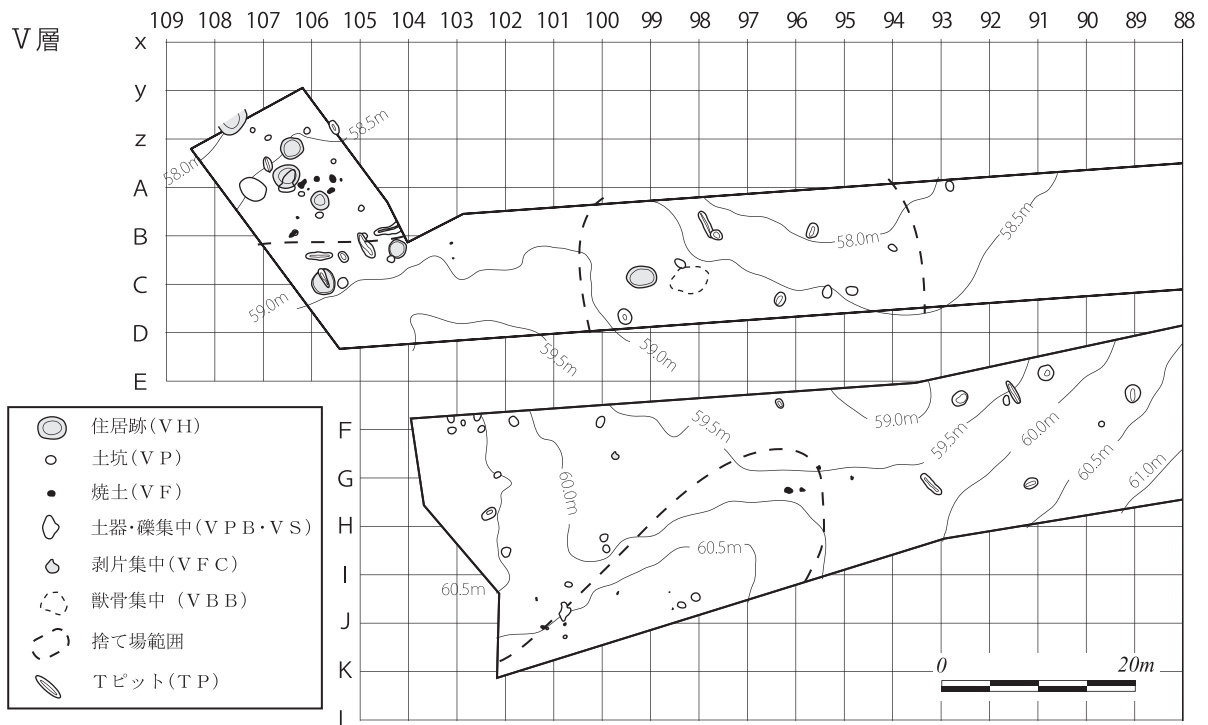 109 108 107 106 105 104 103 102 101 100 99 98 97 96 95 94 93 92 91 90 89 88
Ⅴ層
x
y
58.5m
z
58.0m
A
58.5m
B
58.0m
C
59.0m
D
59.5m
59.0m
E
住居跡(ＶＨ)
土坑(ＶＰ)
焼土(ＶＦ)
土器・礫集中(ＶＰＢ・ＶＳ)
剥片集中(ＶＦＣ)
獣骨集中 (ＶＢＢ)
捨て場範囲
Ｔピット(ＴＰ)
F
59.5m
59.0m
59.5m
60.0m
G
60.0m
60.5m
61.0m
H
60.5m
I
60.5m
J
K
0 20m
L